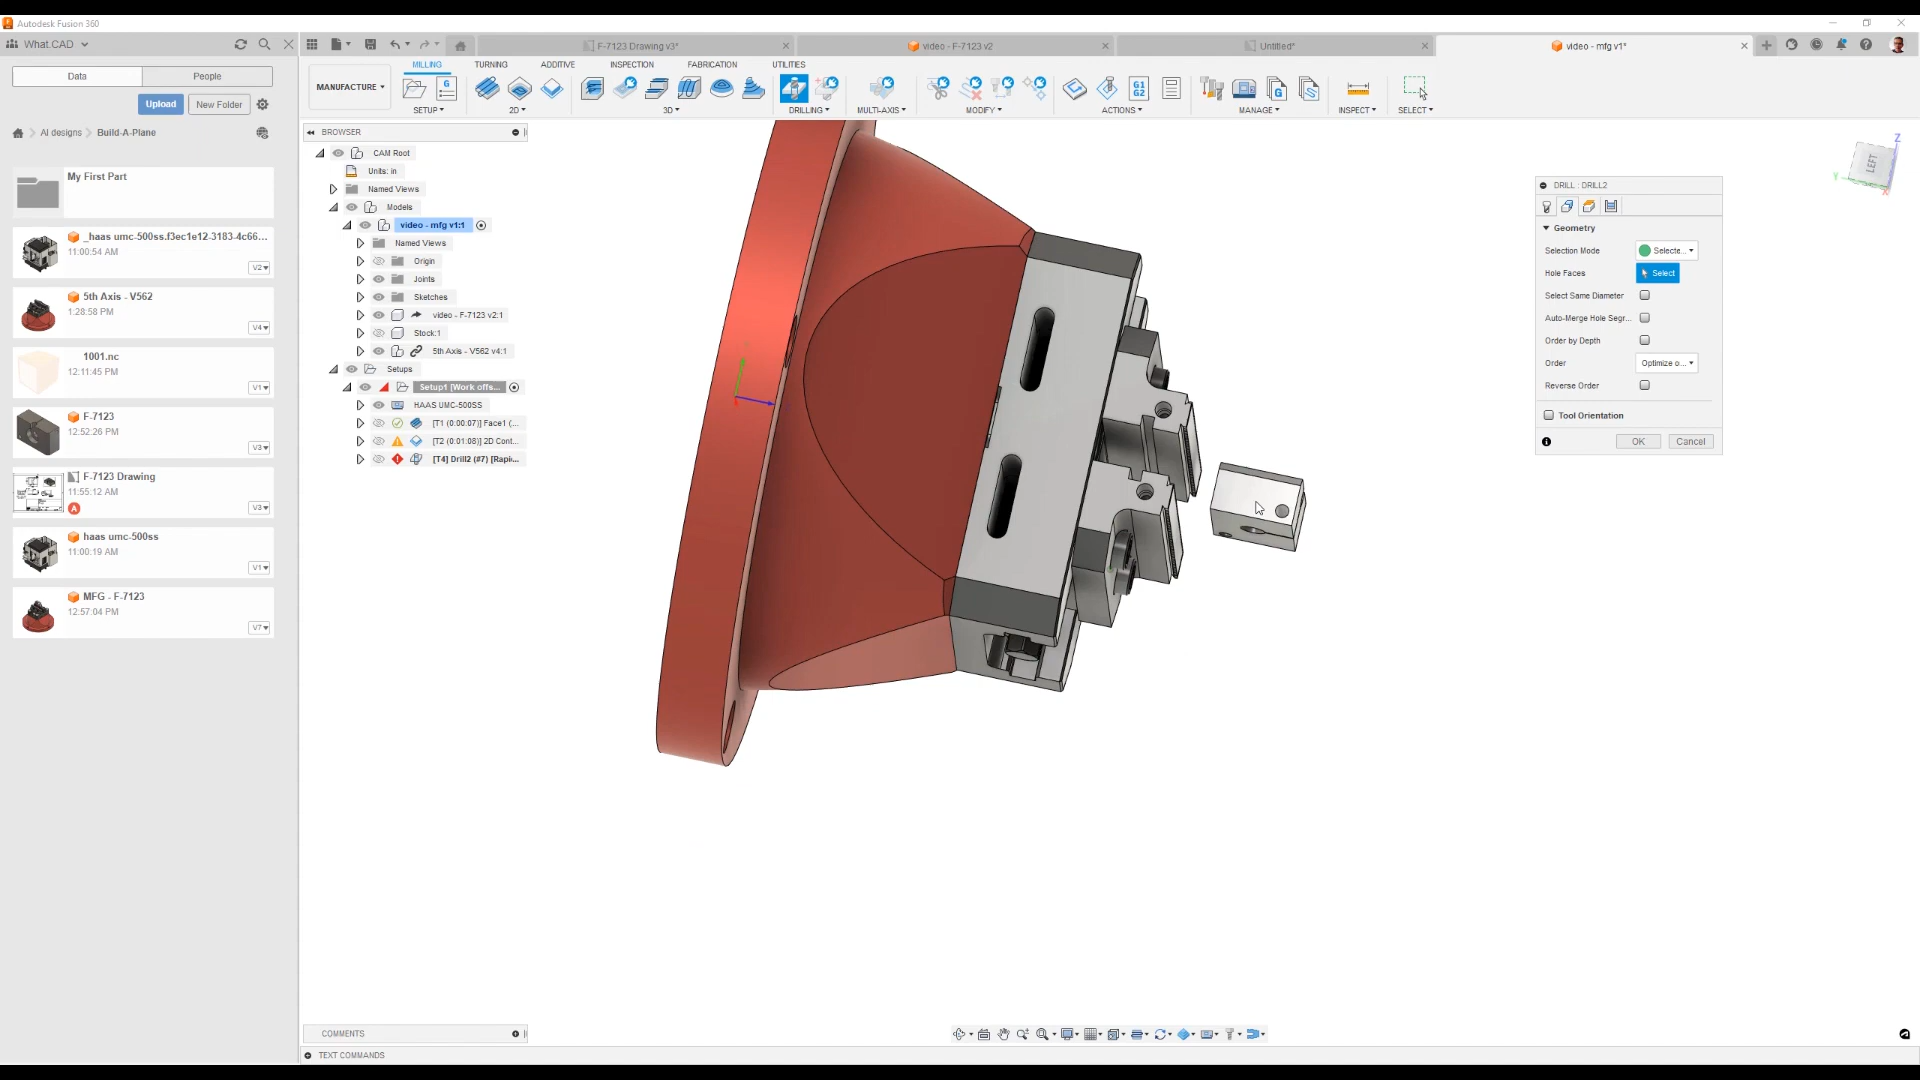 Autodesk Fusion 360
What.CAD
Data
People
Upload
New Folder
AI designs
Build-A-Plane
My First Part
_haas umc-500ss.f3ec1e12-3183-4c66...
11:00:54 AM
V2
5th Axis - V562
1:28:58 PM
V4
1001.nc
12:11:45 PM
V1
F-7123
12:52:26 PM
V3
F-7123 Drawing
11:55:12 AM
A
V3
haas umc-500ss
11:00:19 AM
V1
MFG - F-7123
12:57:04 PM
V7
F-7123 Drawing v3*
video - F-7123 v2
Untitled*
video - mfg v1*
MANUFACTURE
MILLING
TURNING
ADDITIVE
INSPECTION
FABRICATION
UTILITIES
G
G1
G2
SETUP
2D
3D
DRILLING
MULTI-AXIS
MODIFY
ACTIONS
MANAGE
INSPECT
SELECT
BROWSER
CAM Root
Units: in
Named Views
Models
video - mfg v1:1
Named Views
Origin
Joints
Sketches
video - F-7123 v2:1
Stock:1
5th Axis - V562 v4:1
Setups
Setup1 [Work offs...
HAAS UMC-500SS
[T1 (0:00:07)] Face1 (...
[T2 (0:01:08)] 2D Cont...
[T4] Drill2 (#7) [Rapi...
Z
LEFT
Y
X
DRILL : DRILL2
Geometry
Selection Mode
Selecte...
Hole Faces
Select
Select Same Diameter
Auto-Merge Hole Segr...
Order by Depth
Order
Optimize o...
Reverse Order
Tool Orientation
OK
Cancel
COMMENTS
TEXT COMMANDS